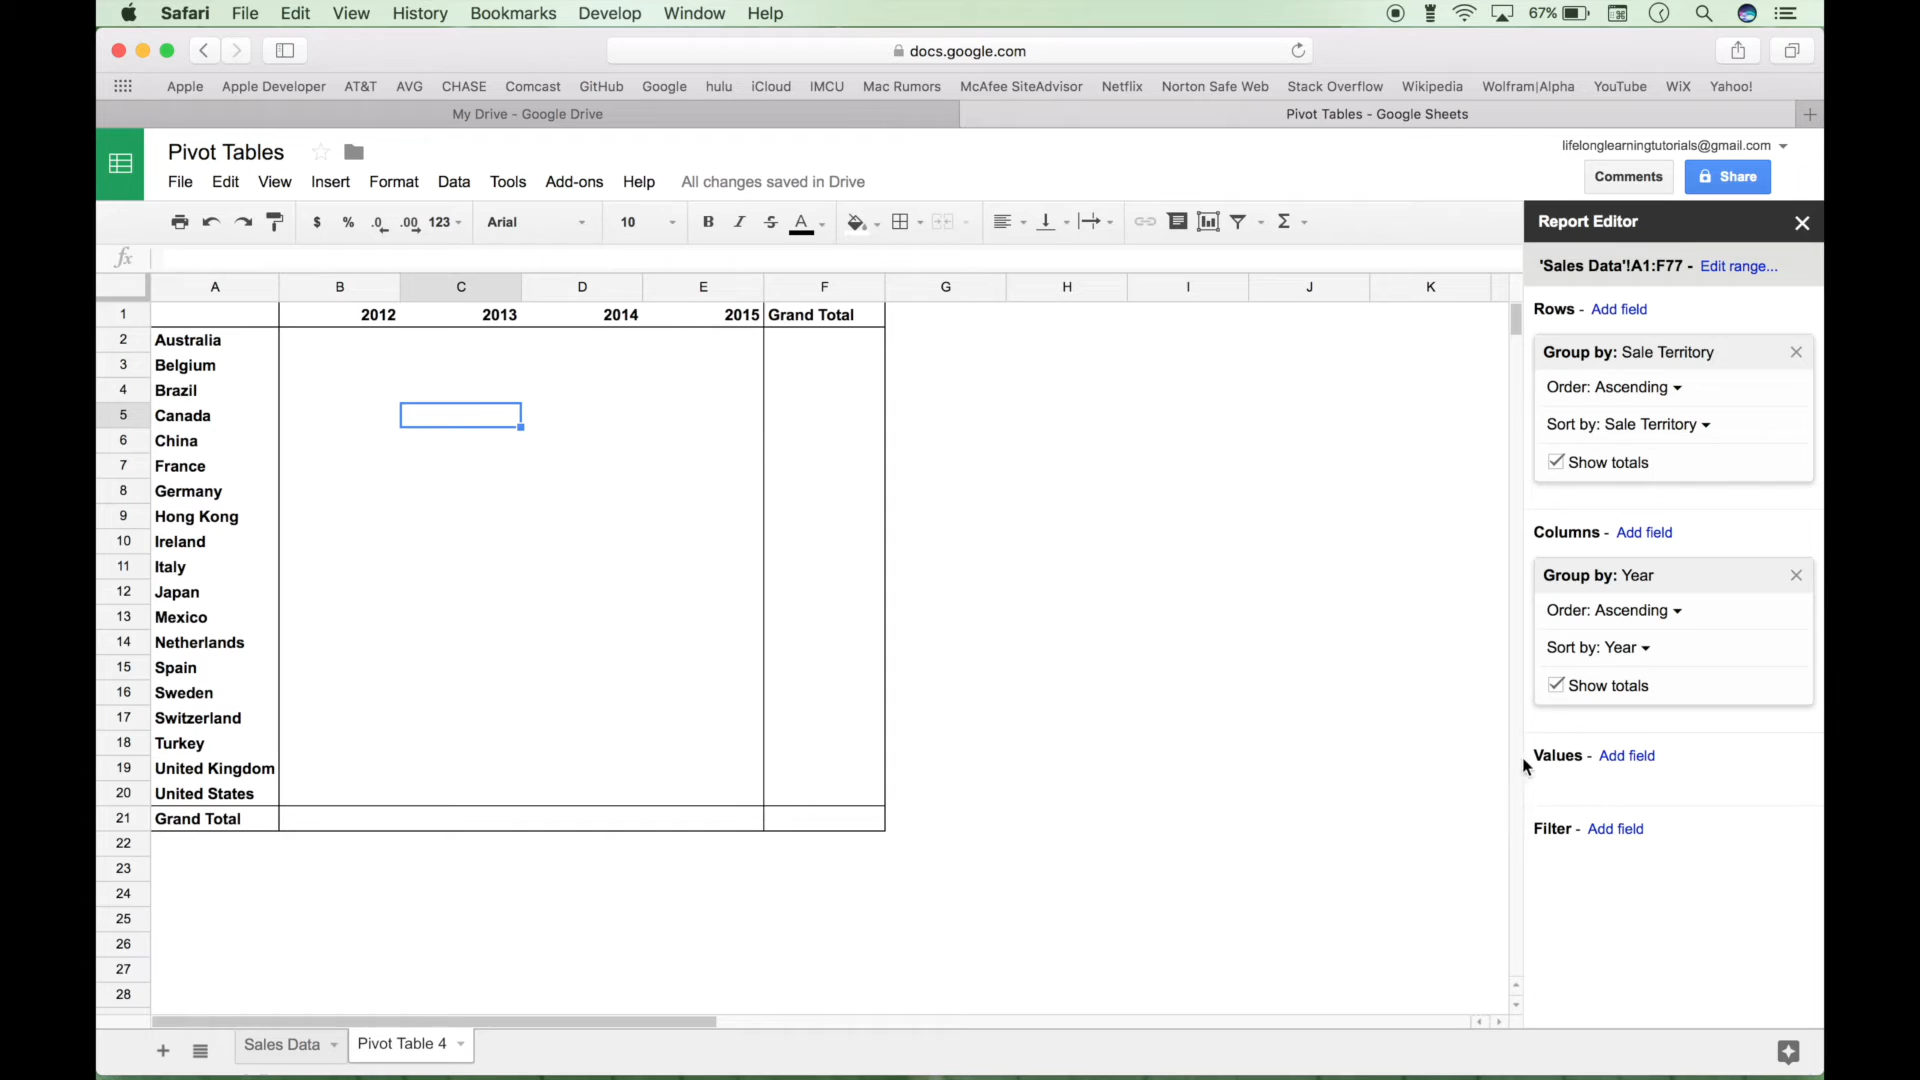 Safari File Edit View History Bookmarks Develop Window Help 67%
docs.google.com
Apple Apple Developer AT&T AVG CHASE Comcast GitHub Google hulu iCloud IMCU Mac Rumors McAfee SiteAdvisor Netflix Norton Safe Web Stack Overflow Wikipedia Wolfram|Alpha YouTube WiX Yahoo!
My Drive - Google Drive Pivot Tables - Google Sheets
Pivot Tables lifelonglearningtutorials@gmail.com
File Edit View Insert Format Data Tools Add-ons Help All changes saved in Drive Comments Share
$ % .0 .00 123 Arial 10 B I S A Σ
Report Editor
fx
'Sales Data'!A1:F77 - Edit range...
A B C D E F G H I J K
Rows - Add field
1 2012 2013 2014 2015 Grand Total
2 Australia
Group by: Sale Territory
3 Belgium
4 Brazil
Order: Ascending
5 Canada
Sort by: Sale Territory
6 China
7 France
Show totals
8 Germany
9 Hong Kong
10 Ireland
Columns - Add field
11 Italy
Group by: Year
12 Japan
13 Mexico
Order: Ascending
14 Netherlands
Sort by: Year
15 Spain
16 Sweden
Show totals
17 Switzerland
18 Turkey
Values - Add field
19 United Kingdom
20 United States
21 Grand Total
Filter - Add field
22
23
24
25
26
27
28
Sales Data Pivot Table 4